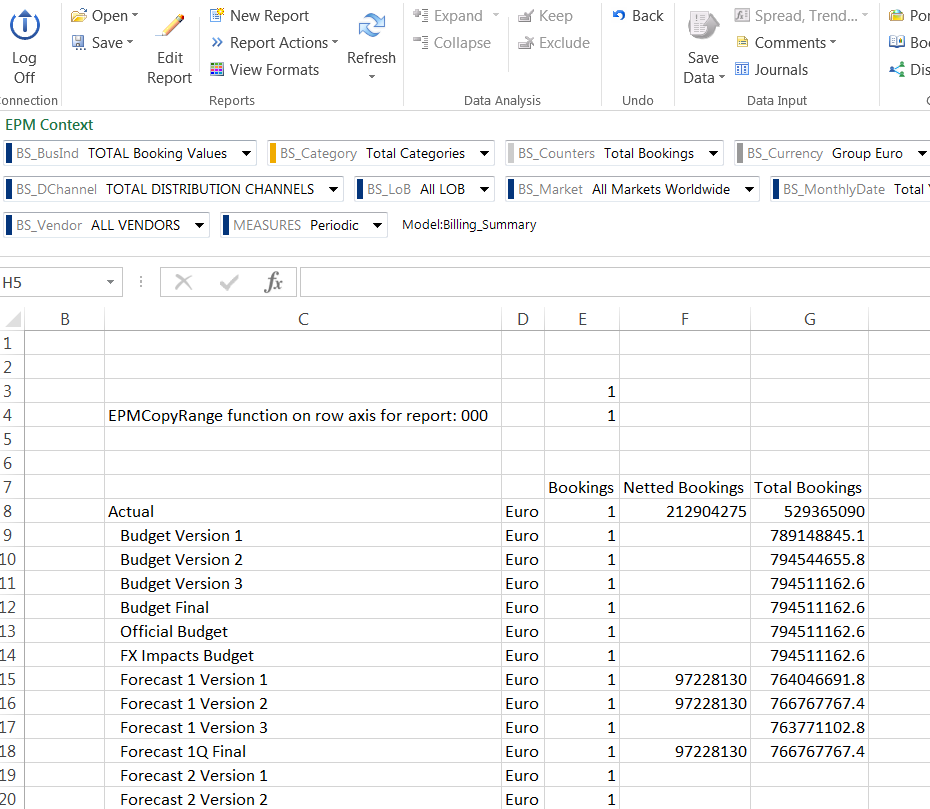 Log Off
Open
Save
Edit Report
New Report
Report Actions
View Formats
Refresh
Expand
Collapse
Keep
Exclude
Back
Save Data
Spread, Trend...
Comments
Journals
onnection
Reports
Data Analysis
Undo
Data Input
EPM Context
BS_BusInd TOTAL Booking Values BS_Category Total Categories BS_Counters Total Bookings BS_Currency Group Euro
BS_DChannel TOTAL DISTRIBUTION CHANNELS BS_LoB All LOB BS_Market All Markets Worldwide BS_MonthlyDate Total
BS_Vendor ALL VENDORS MEASURES Periodic Model:Billing_Summary
H5 fx
B C D E F G
1
2
3 1
4 EPMCopyRange function on row axis for report: 000 1
5
6
7 Bookings Netted Bookings Total Bookings
8 Actual Euro 1 212904275 529365090
9 Budget Version 1 Euro 1 789148845.1
10 Budget Version 2 Euro 1 794544655.8
11 Budget Version 3 Euro 1 794511162.6
12 Budget Final Euro 1 794511162.6
13 Official Budget Euro 1 794511162.6
14 FX Impacts Budget Euro 1 794511162.6
15 Forecast 1 Version 1 Euro 1 97228130 764046691.8
16 Forecast 1 Version 2 Euro 1 97228130 766767767.4
17 Forecast 1 Version 3 Euro 1 763771102.8
18 Forecast 1Q Final Euro 1 97228130 766767767.4
19 Forecast 2 Version 1 Euro 1
20 Forecast 2 Version 2 Euro 1